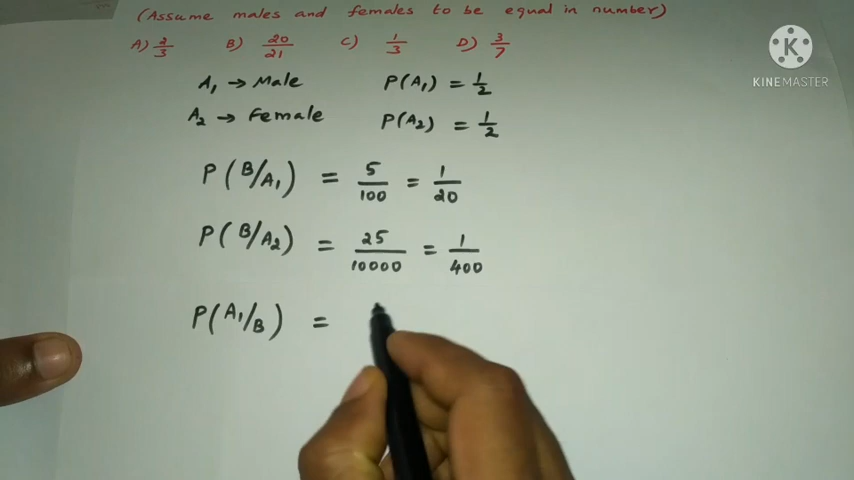 (Assume males and females to be equal in number)
A) 2/3 B) 20/21 C) 1/3 D) 3/7
A₁ → Male P(A₁) = 1/2
A₂ → Female P(A₂) = 1/2
P(B/A₁) = 5/100 = 1/20
P(B/A₂) = 25/10000 = 1/400
P(A₁/B) =
KINEMASTER